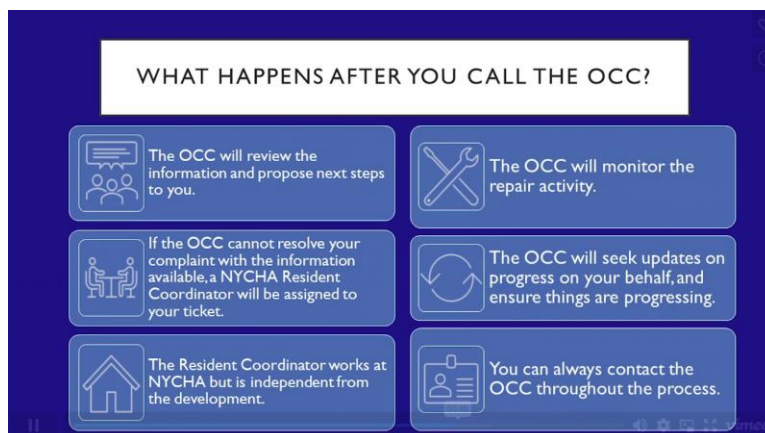 WHAT HAPPENS AFTER YOU CALL THE OCC?
The OCC will review the
information and propose next steps
to you.
If the OCC cannot resolve your
complaint with the information
available, a NYCHA Resident
Coordinator will be assigned to
your ticket.
The Resident Coordinator works at
NYCHA but is independent from
the development.
The OCC will monitor the
repair activity.
The OCC will seek updates on
progress on your behalf, and
ensure things are progressing.
You can always contact the
OCC throughout the process.
vimeo